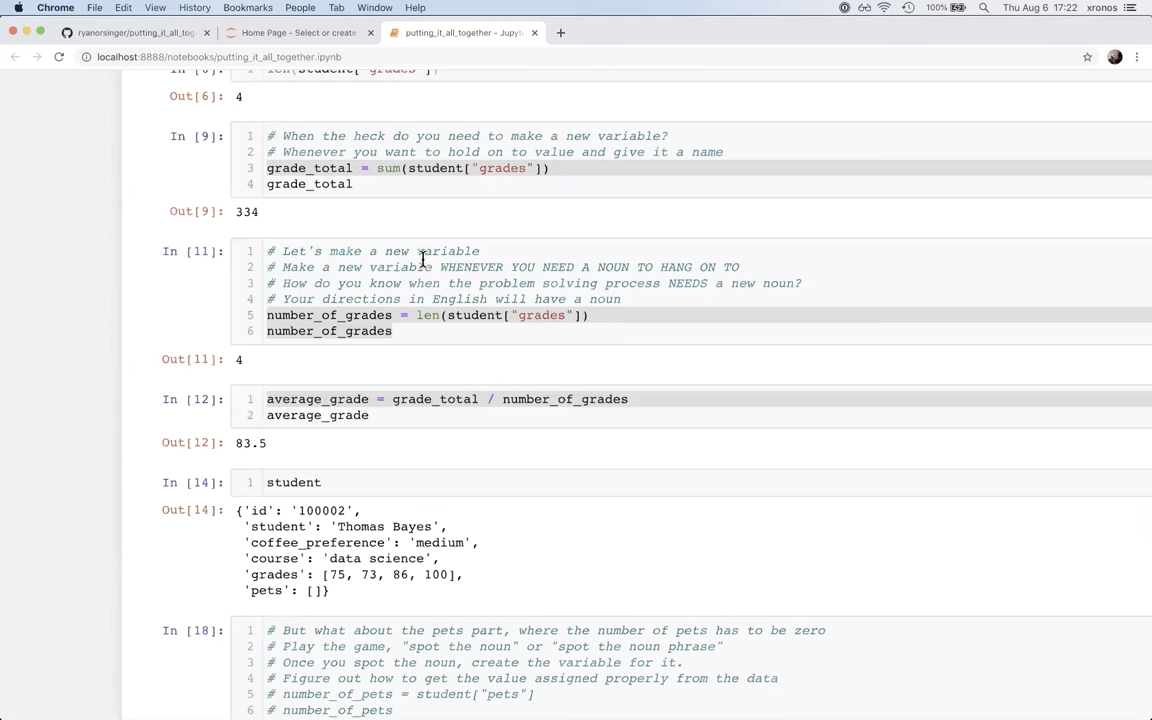 Chrome File Edit View History Bookmarks People Tab Window Help 100% Thu Aug 6 17:22 xronos
ryanorsinger/putting_it_all_tog × Home Page - Select or create × putting_it_all_together - Jupyt × +
localhost:8888/notebooks/putting_it_all_together.ipynb
In [6]: 1 len(student["grades"])
Out[6]: 4
In [9]: 1 # When the heck do you need to make a new variable?
2 # Whenever you want to hold on to value and give it a name
3 grade_total = sum(student["grades"])
4 grade_total
Out[9]: 334
In [11]: 1 # Let's make a new variable
2 # Make a new variable WHENEVER YOU NEED A NOUN TO HANG ON TO
3 # How do you know when the problem solving process NEEDS a new noun?
4 # Your directions in English will have a noun
5 number_of_grades = len(student["grades"])
6 number_of_grades
Out[11]: 4
In [12]: 1 average_grade = grade_total / number_of_grades
2 average_grade
Out[12]: 83.5
In [14]: 1 student
Out[14]: {'id': '100002',
'student': 'Thomas Bayes',
'coffee_preference': 'medium',
'course': 'data science',
'grades': [75, 73, 86, 100],
'pets': []}
In [18]: 1 # But what about the pets part, where the number of pets has to be zero
2 # Play the game, "spot the noun" or "spot the noun phrase"
3 # Once you spot the noun, create the variable for it.
4 # Figure out how to get the value assigned properly from the data
5 # number_of_pets = student["pets"]
6 # number_of_pets